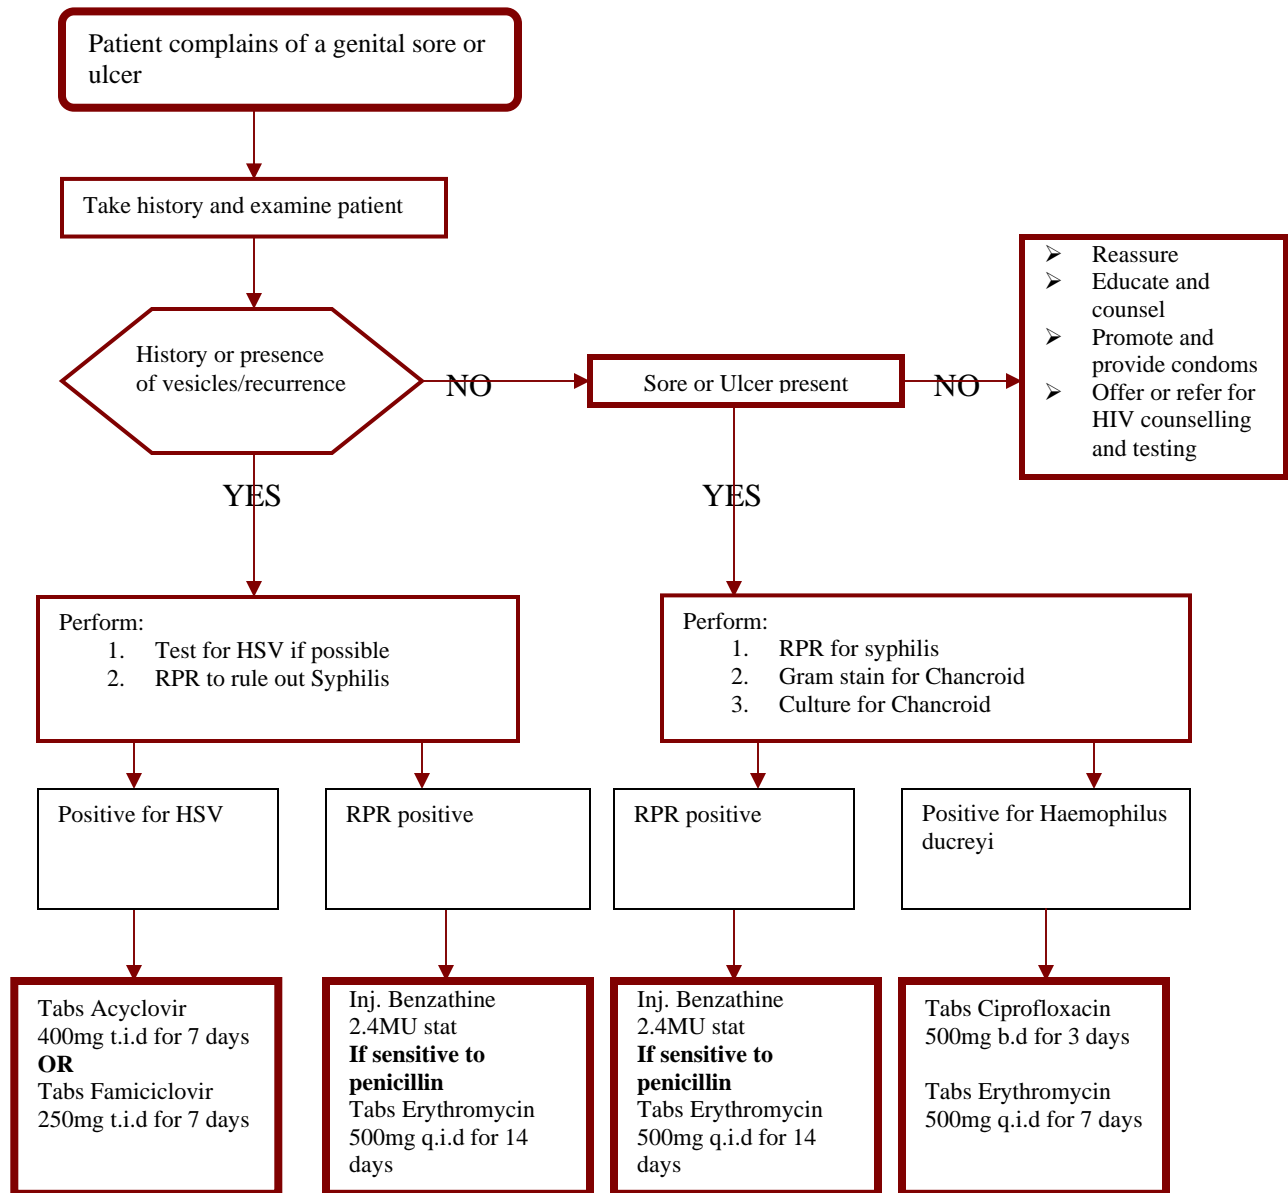 Patient complains of a genital sore or
ulcer
Take history and examine patient
History or presence
of vesicles/recurrence
NO
Sore or Ulcer present
NO
➢ Reassure
➢ Educate and
counsel
➢ Promote and
provide condoms
➢ Offer or refer for
HIV counselling
and testing
YES
YES
Perform:
1. Test for HSV if possible
2. RPR to rule out Syphilis
Perform:
1. RPR for syphilis
2. Gram stain for Chancroid
3. Culture for Chancroid
Positive for HSV
RPR positive
RPR positive
Positive for Haemophilus
ducreyi
Tabs Acyclovir
400mg t.i.d for 7 days
OR
Tabs Famiciclovir
250mg t.i.d for 7 days
Inj. Benzathine
2.4MU stat
If sensitive to
penicillin
Tabs Erythromycin
500mg q.i.d for 14
days
Inj. Benzathine
2.4MU stat
If sensitive to
penicillin
Tabs Erythromycin
500mg q.i.d for 14
days
Tabs Ciprofloxacin
500mg b.d for 3 days
Tabs Erythromycin
500mg q.i.d for 7 days